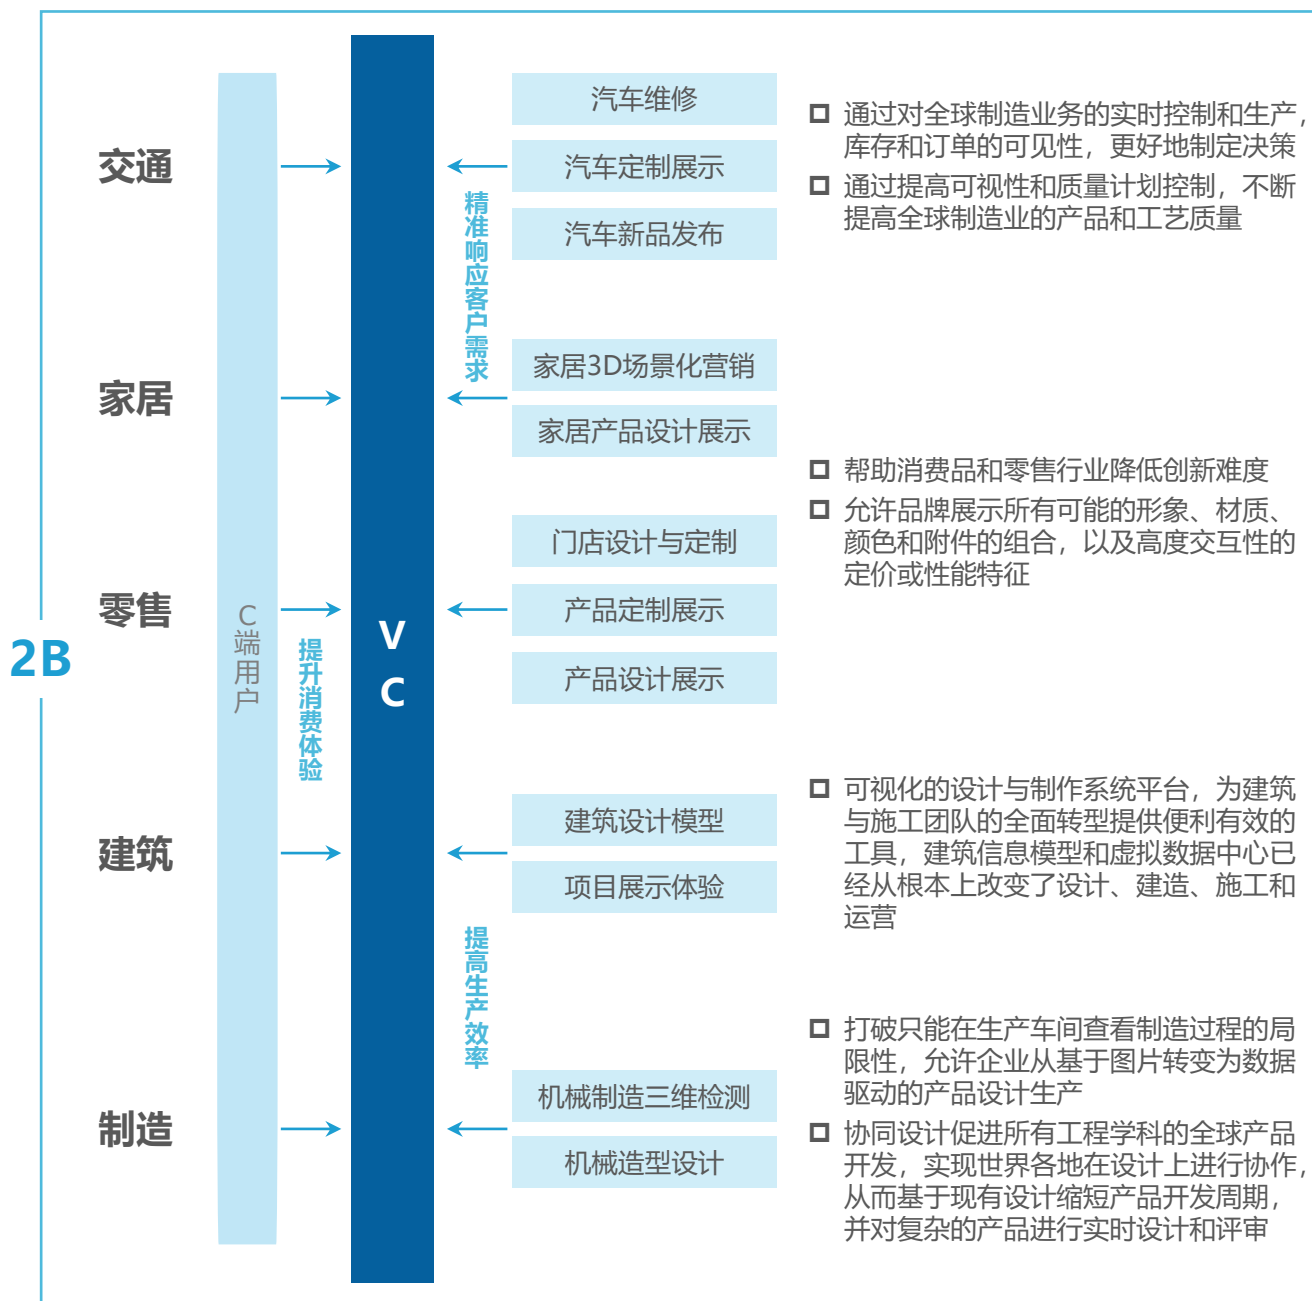 2B
交通
家居
零售
建筑
制造
C端用户
提升消费体验
VC
精准响应客户需求
提高生产效率
汽车维修
汽车定制展示
汽车新品发布
家居3D场景化营销
家居产品设计展示
门店设计与定制
产品定制展示
产品设计展示
建筑设计模型
项目展示体验
机械制造三维检测
机械造型设计
通过对全球制造业务的实时控制和生产，
库存和订单的可见性，更好地制定决策
通过提高可视性和质量计划控制，不断
提高全球制造业的产品和工艺质量
帮助消费品和零售行业降低创新难度
允许品牌展示所有可能的形象、材质、
颜色和附件的组合，以及高度交互性的
定价或性能特征
可视化的设计与制作系统平台，为建筑
与施工团队的全面转型提供便利有效的
工具，建筑信息模型和虚拟数据中心已
经从根本上改变了设计、建造、施工和
运营
打破只能在生产车间查看制造过程的局
限性，允许企业从基于图片转变为数据
驱动的产品设计生产
协同设计促进所有工程学科的全球产品
开发，实现世界各地在设计上进行协作，
从而基于现有设计缩短产品开发周期，
并对复杂的产品进行实时设计和评审